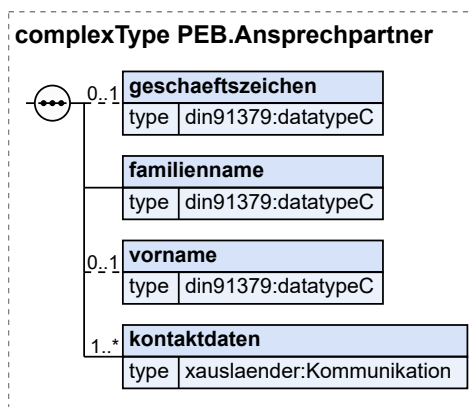 complexType PEB.Ansprechpartner
0..1 geschaeftszeichen
type din91379:datatypeC
familienname
type din91379:datatypeC
0..1 vorname
type din91379:datatypeC
1..* kontaktdaten
type xauslaender:Kommunikation